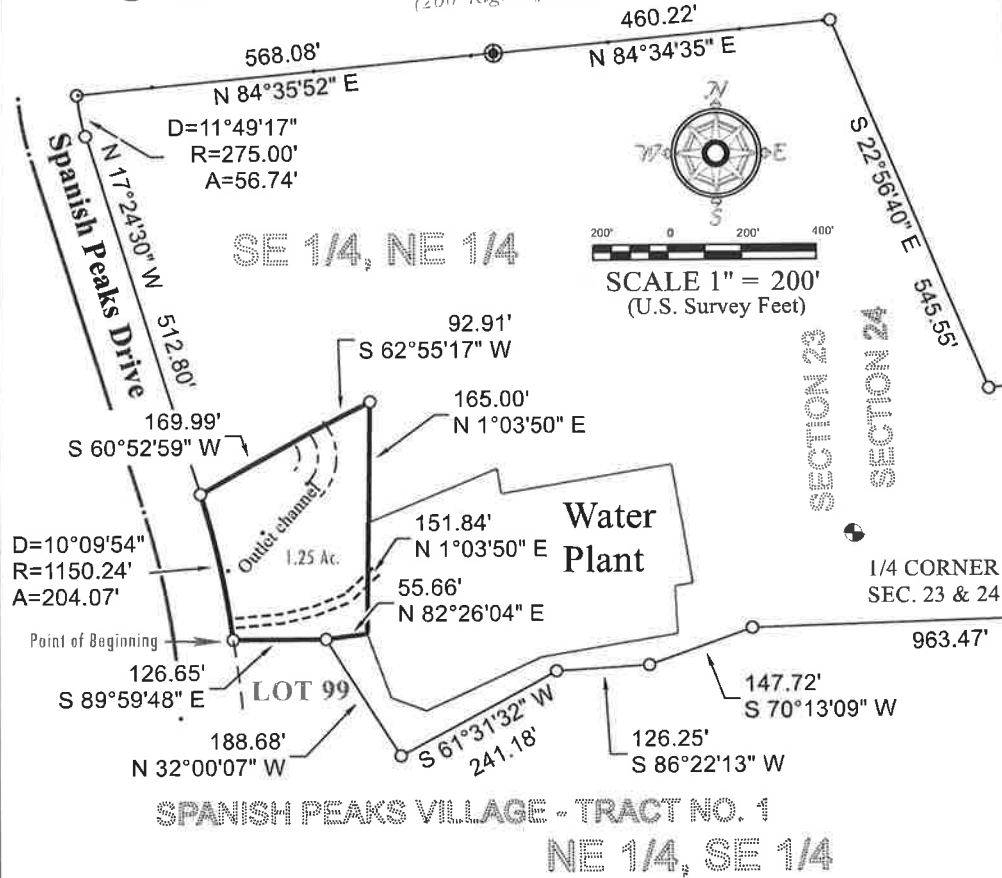 460.22'
568.08'
N 84°34'35" E
N 84°35'52" E
D=11°49'17"
R=275.00'
A=56.74'
N
W E
S
Spanish Peaks Drive
N 17°24'30" W 512.80'
S 22°56'40" E 545.55'
SE 1/4, NE 1/4
200' 0 200' 400'
SCALE 1" = 200'
(U.S. Survey Feet)
92.91'
S 62°55'17" W
SECTION 23
SECTION 24
165.00'
N 1°03'50" E
169.99'
S 60°52'59" W
Outlet channel
1.25 Ac.
151.84'
N 1°03'50" E
Water
Plant
D=10°09'54"
R=1150.24'
A=204.07'
55.66'
N 82°26'04" E
1/4 CORNER
SEC. 23 & 24
Point of Beginning
963.47'
126.65'
S 89°59'48" E
LOT 99
147.72'
S 70°13'09" W
188.68'
N 32°00'07" W
S 61°31'32" W
241.18'
126.25'
S 86°22'13" W
SPANISH PEAKS VILLAGE - TRACT NO. 1
NE 1/4, SE 1/4